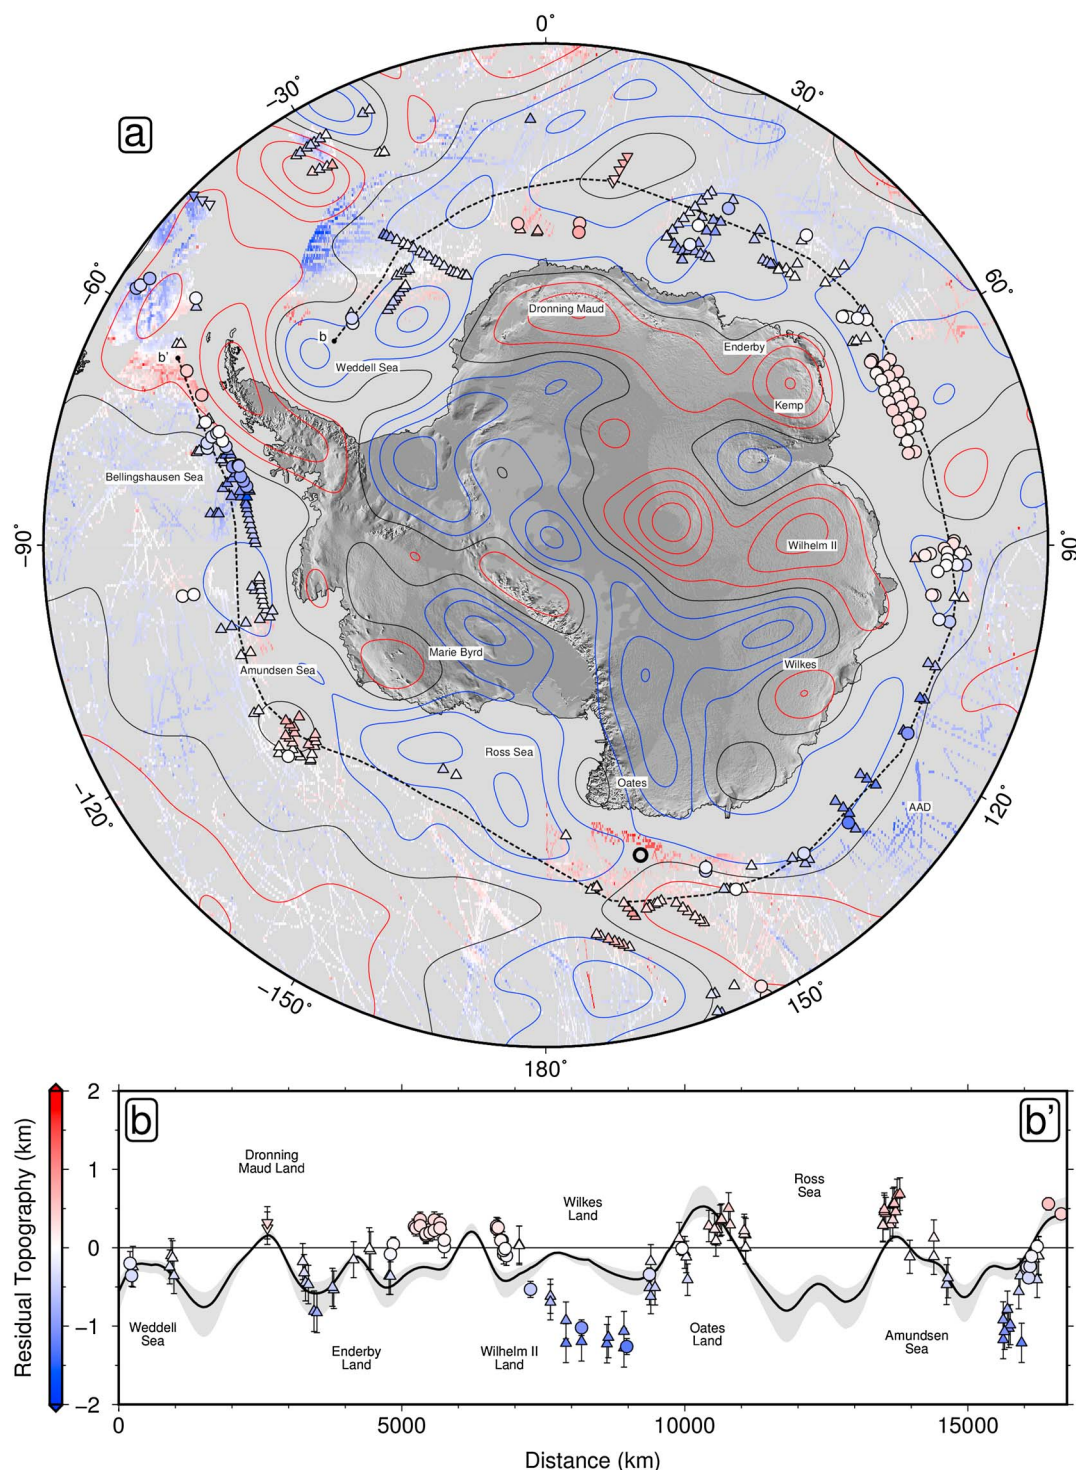 0°
−30°
30°
a
−60°
60°
Dronning Maud
Enderby
b
b'
Weddell Sea
Kemp
Bellingshausen Sea
−90°
Wilhelm II
90°
Marie Byrd
Wilkes
Amundsen Sea
Ross Sea
Oates
AAD
−120°
120°
−150°
150°
180°
Residual Topography (km)
2
1
0
−1
−2
b
b'
Dronning
Maud Land
Ross
Sea
Wilkes
Land
Weddell
Sea
Enderby
Land
Wilhelm II
Land
Oates
Land
Amundsen
Sea
0
5000
10000
15000
Distance (km)